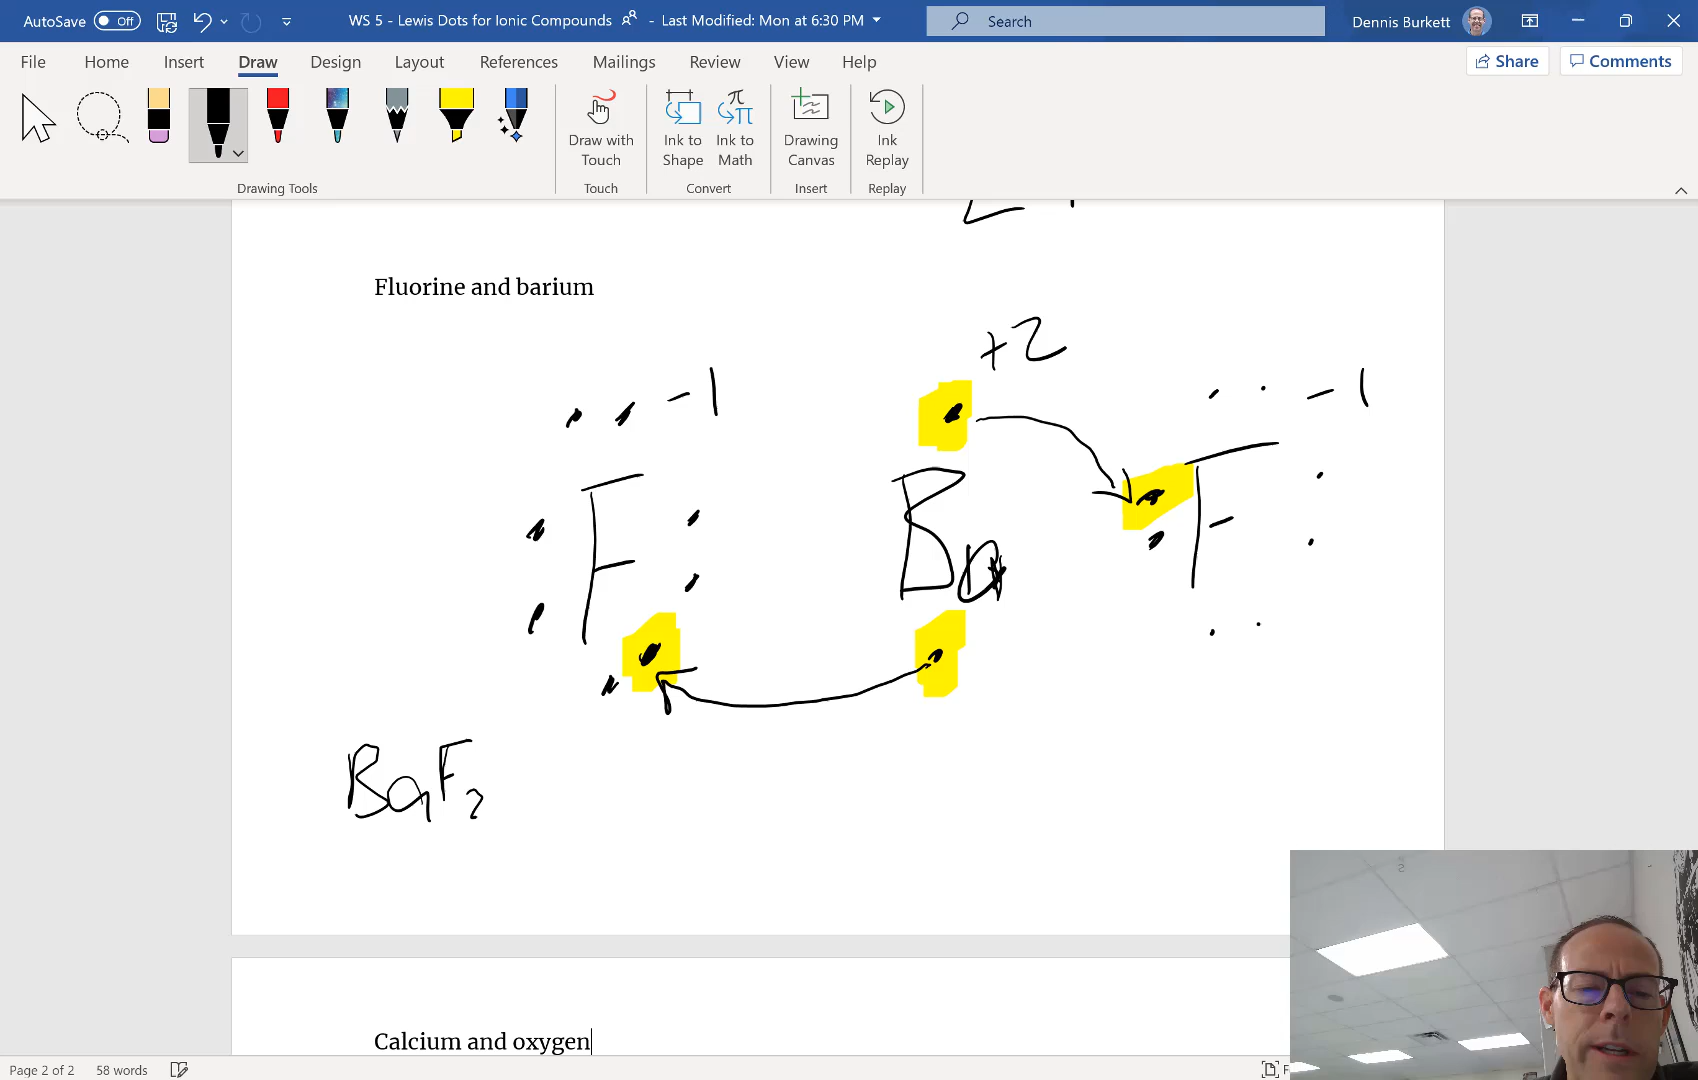 AutoSave Off WS 5 - Lewis Dots for Ionic Compounds - Last Modified: Mon at 6:30 PM Search Dennis Burkett
File Home Insert Draw Design Layout References Mailings Review View Help Share Comments
Draw with Touch Ink to Shape Ink to Math Drawing Canvas Ink Replay
Drawing Tools Touch Convert Insert Replay
Fluorine and barium
+2
-1 -1
F Ba F
BaF2
Calcium and oxygen
Page 2 of 2 58 words